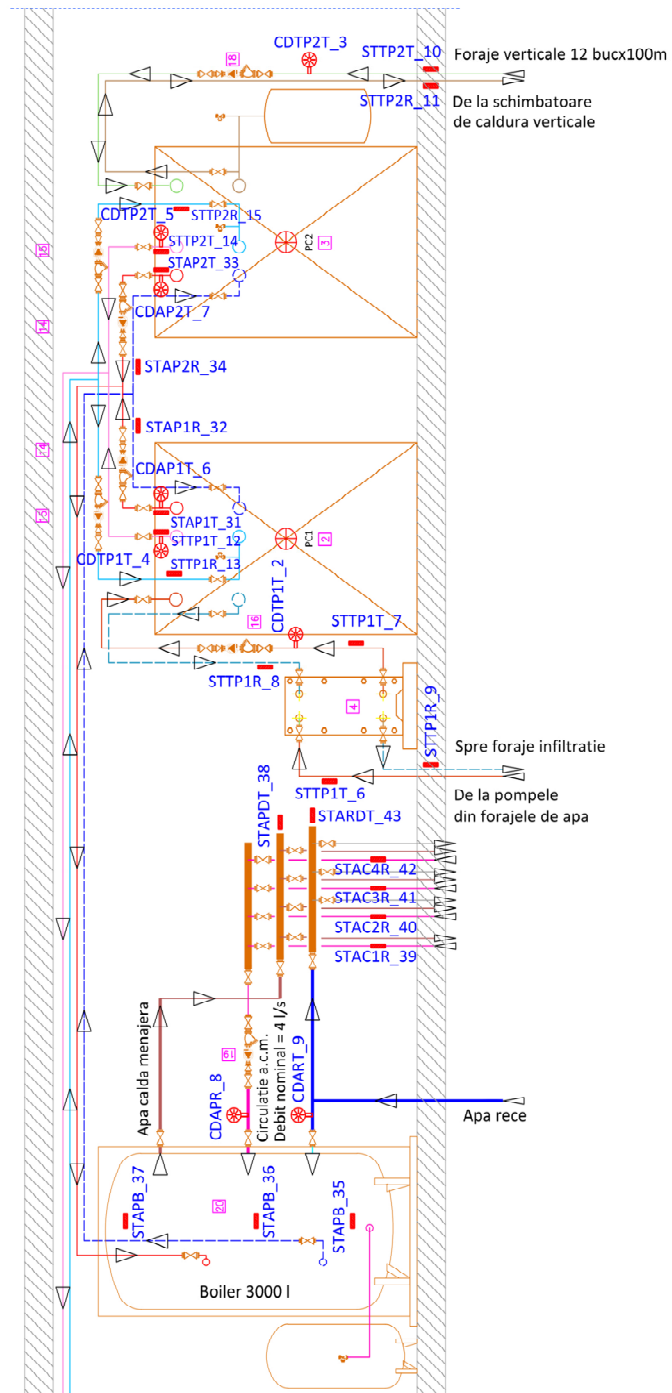 CDTP2T_3
STTP2T_10
Foraje verticale 12 bucx100m
18
STTP2R_11
De la schimbatoare
de caldura verticale
CDTP2T_5
STTP2R_15
STTP2T_14
PC2
3
15
STAP2T_33
CDAP2T_7
14
STAP2R_34
STAP1R_32
CDAP1T_6
STAP1T_31
STTP1T_12
PC1
2
CDTP1T_4
STTP1R_13
CDTP1T_2
16
STTP1T_7
STTP1R_8
4
STTP1R_9
Spre foraje infiltratie
STTP1T_6
De la pompele
din forajele de apa
STAPDT_38
STARDT_43
STAC4R_42
STAC3R_41
STAC2R_40
STAC1R_39
Apa calda menajera
19
CDAPR_8
Circulatie a.c.m.
Debit nominal = 4 l/s
CDART_9
Apa rece
STAPB_37
20
STAPB_36
STAPB_35
Boiler 3000 l